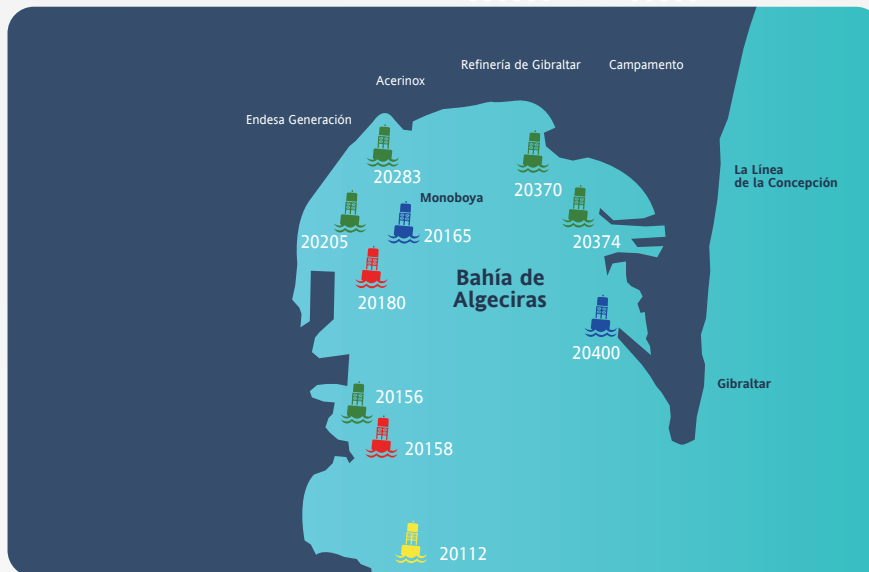 Refinería de Gibraltar
Campamento
Acerinox
Endesa Generación
20283
20370
La Línea
de la Concepción
Monoboya
20205
20165
20374
Bahía de
Algeciras
20180
20400
Gibraltar
20156
20158
20112